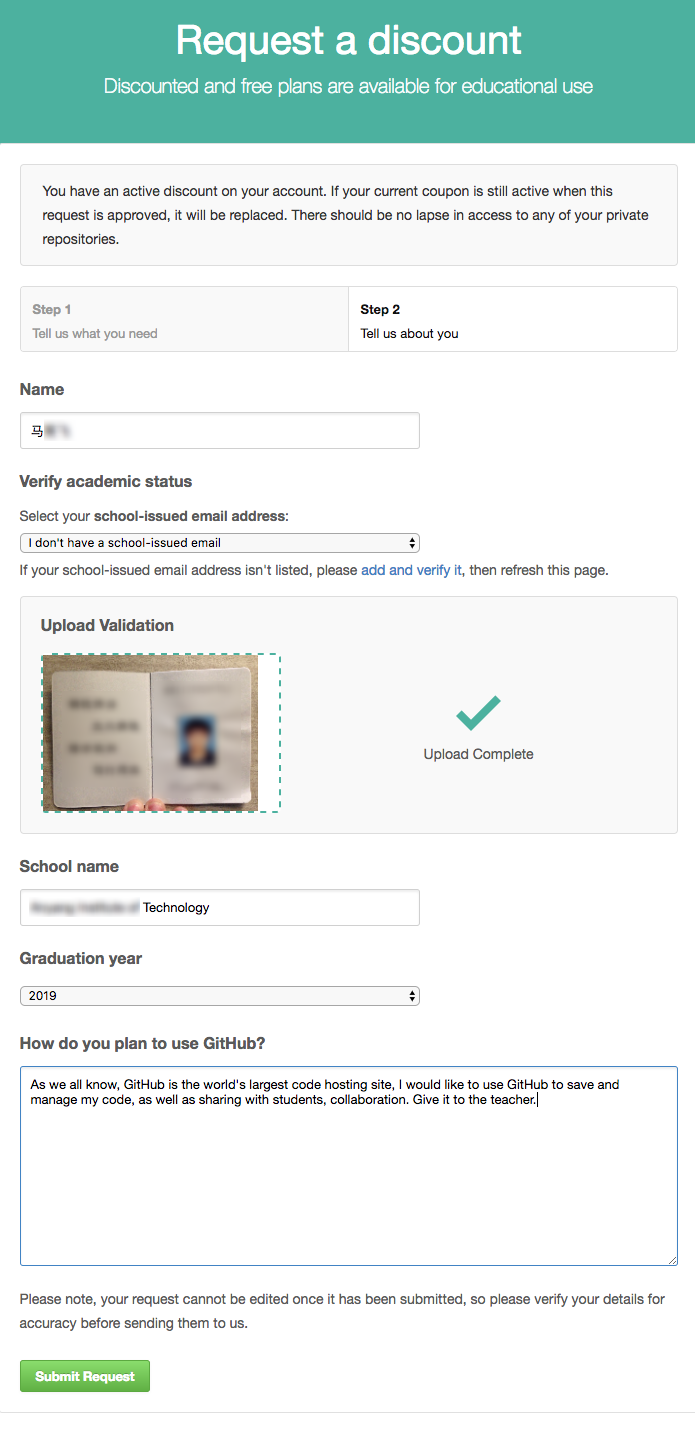 Request a discount
Discounted and free plans are available for educational use
You have an active discount on your account. If your current coupon is still active when this
request is approved, it will be replaced. There should be no lapse in access to any of your private
repositories.
Step 1
Tell us what you need
Step 2
Tell us about you
Name
马
Verify academic status
Select your school-issued email address:
I don't have a school-issued email
If your school-issued email address isn't listed, please add and verify it, then refresh this page.
Upload Validation
Upload Complete
School name
Technology
Graduation year
2019
How do you plan to use GitHub?
As we all know, GitHub is the world's largest code hosting site, I would like to use GitHub to save and
manage my code, as well as sharing with students, collaboration. Give it to the teacher.
Please note, your request cannot be edited once it has been submitted, so please verify your details for
accuracy before sending them to us.
Submit Request